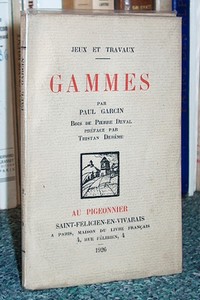 JEUX ET TRAVAUX
GAMMES
PAR
PAUL GARCIN
BOIS DE PIERRE DUVAL
PRÉFACE PAR
TRISTAN DERÈME
AU PIGEONNIER
SAINT-FÉLICIEN-EN-VIVARAIS
A PARIS, MAISON DU LIVRE FRANÇAIS
4, RUE FÉLIBIEN, 4
1926